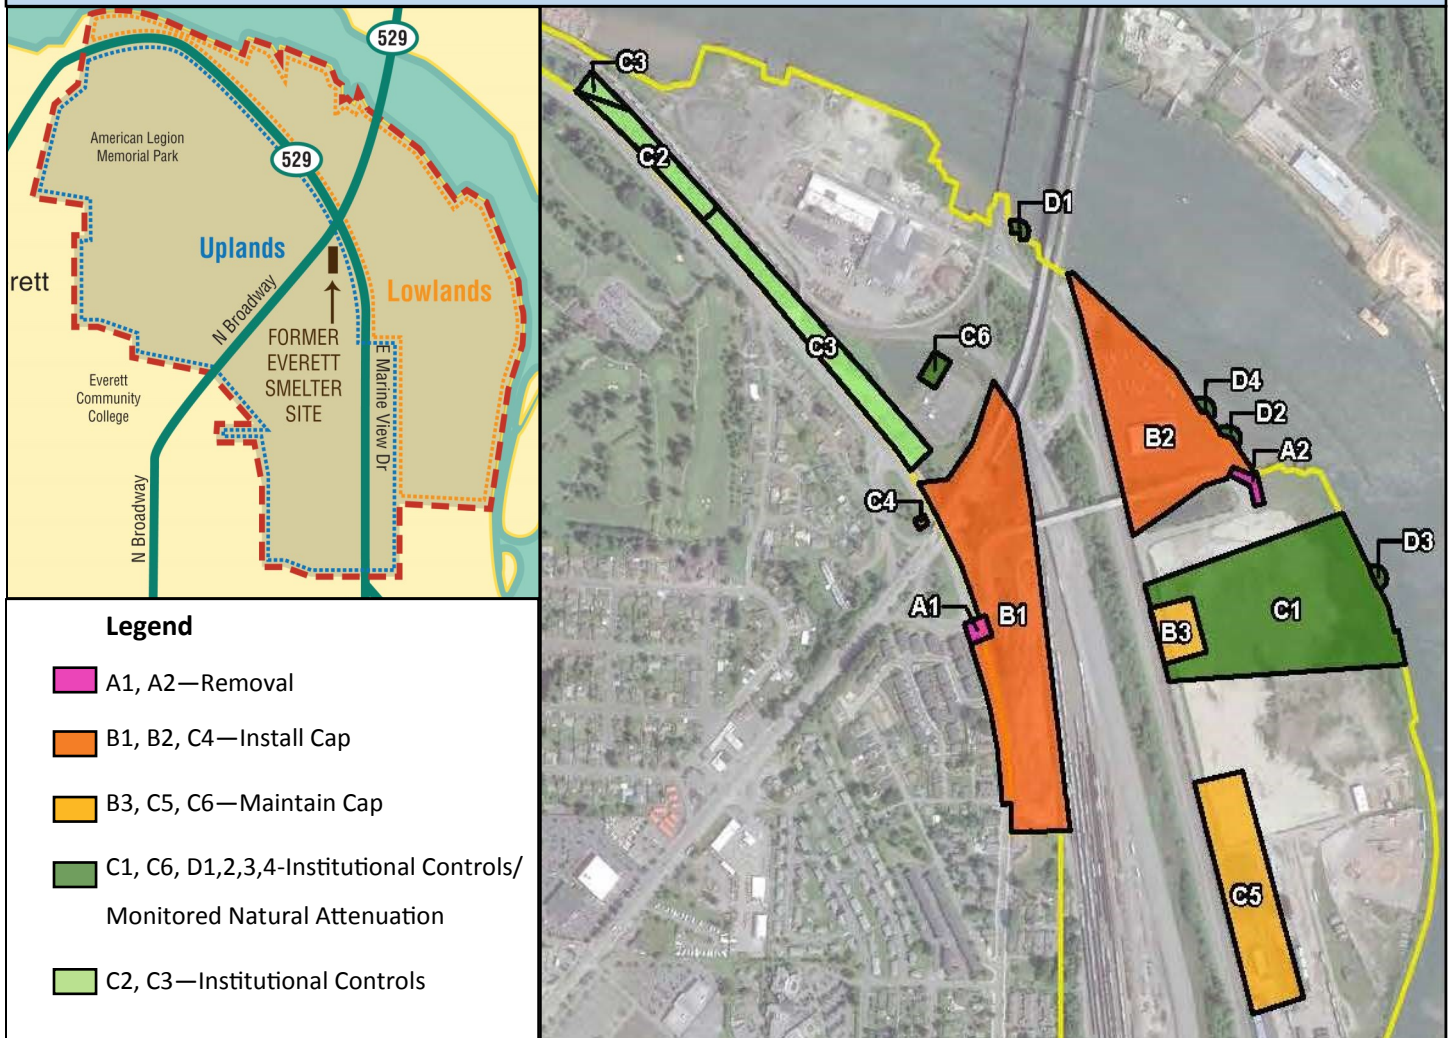 529
American Legion
Memorial Park
529
Uplands
rett
N Broadway
Lowlands
FORMER
EVERETT
SMELTER
SITE
E Marine View Dr
Everett
Community
College
N Broadway
Legend
A1, A2—Removal
B1, B2, C4—Install Cap
B3, C5, C6—Maintain Cap
C1, C6, D1,2,3,4-Institutional Controls/
Monitored Natural Attenuation
C2, C3—Institutional Controls
C3
C2
D1
C3
C6
D4
B2
D2
A2
C4
D3
A1
B1
C1
B3
C5